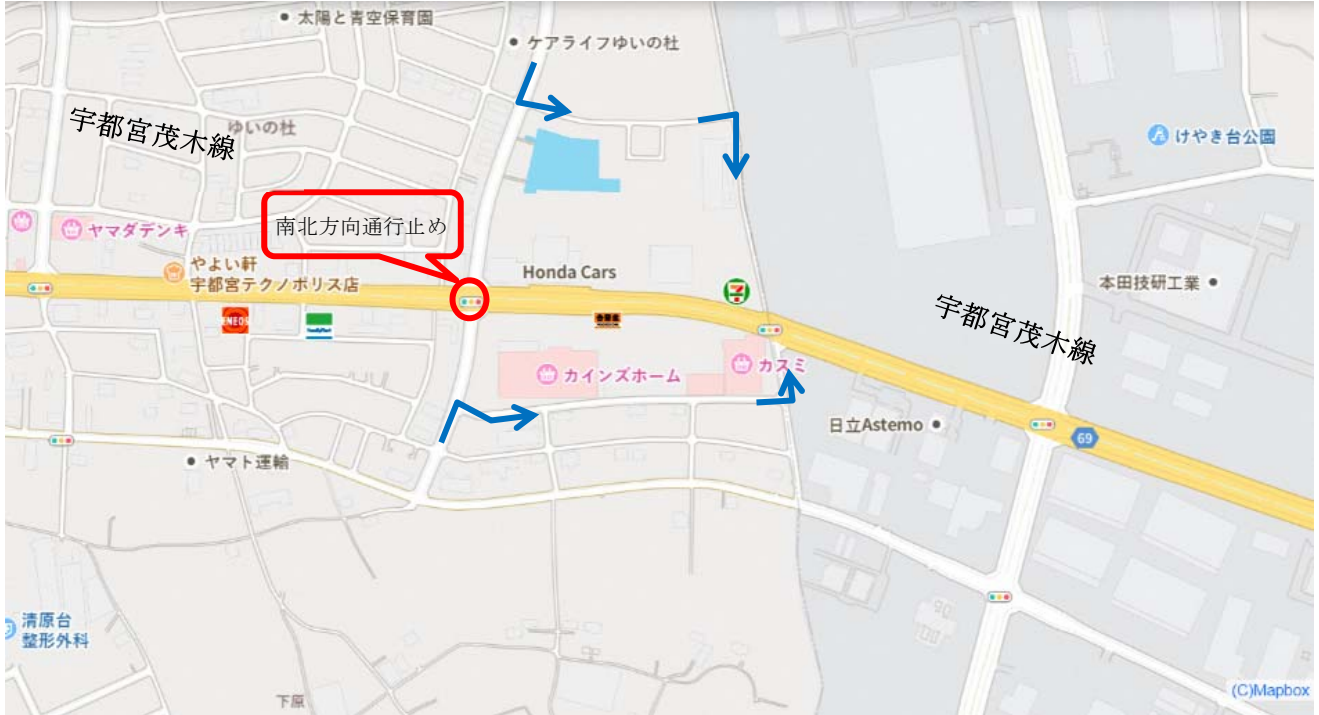 太陽と青空保育園
ケアライフゆいの杜
宇都宮茂木線
ゆいの杜
けやき台公園
ヤマダデンキ
南北方向通行止め
やよい軒
宇都宮テクノポリス店
Honda Cars
本田技研工業
ENEOS
7
宇都宮茂木線
カインズホーム
カスミ
日立Astemo
69
ヤマト運輸
清原台
整形外科
下原
(C)Mapbox